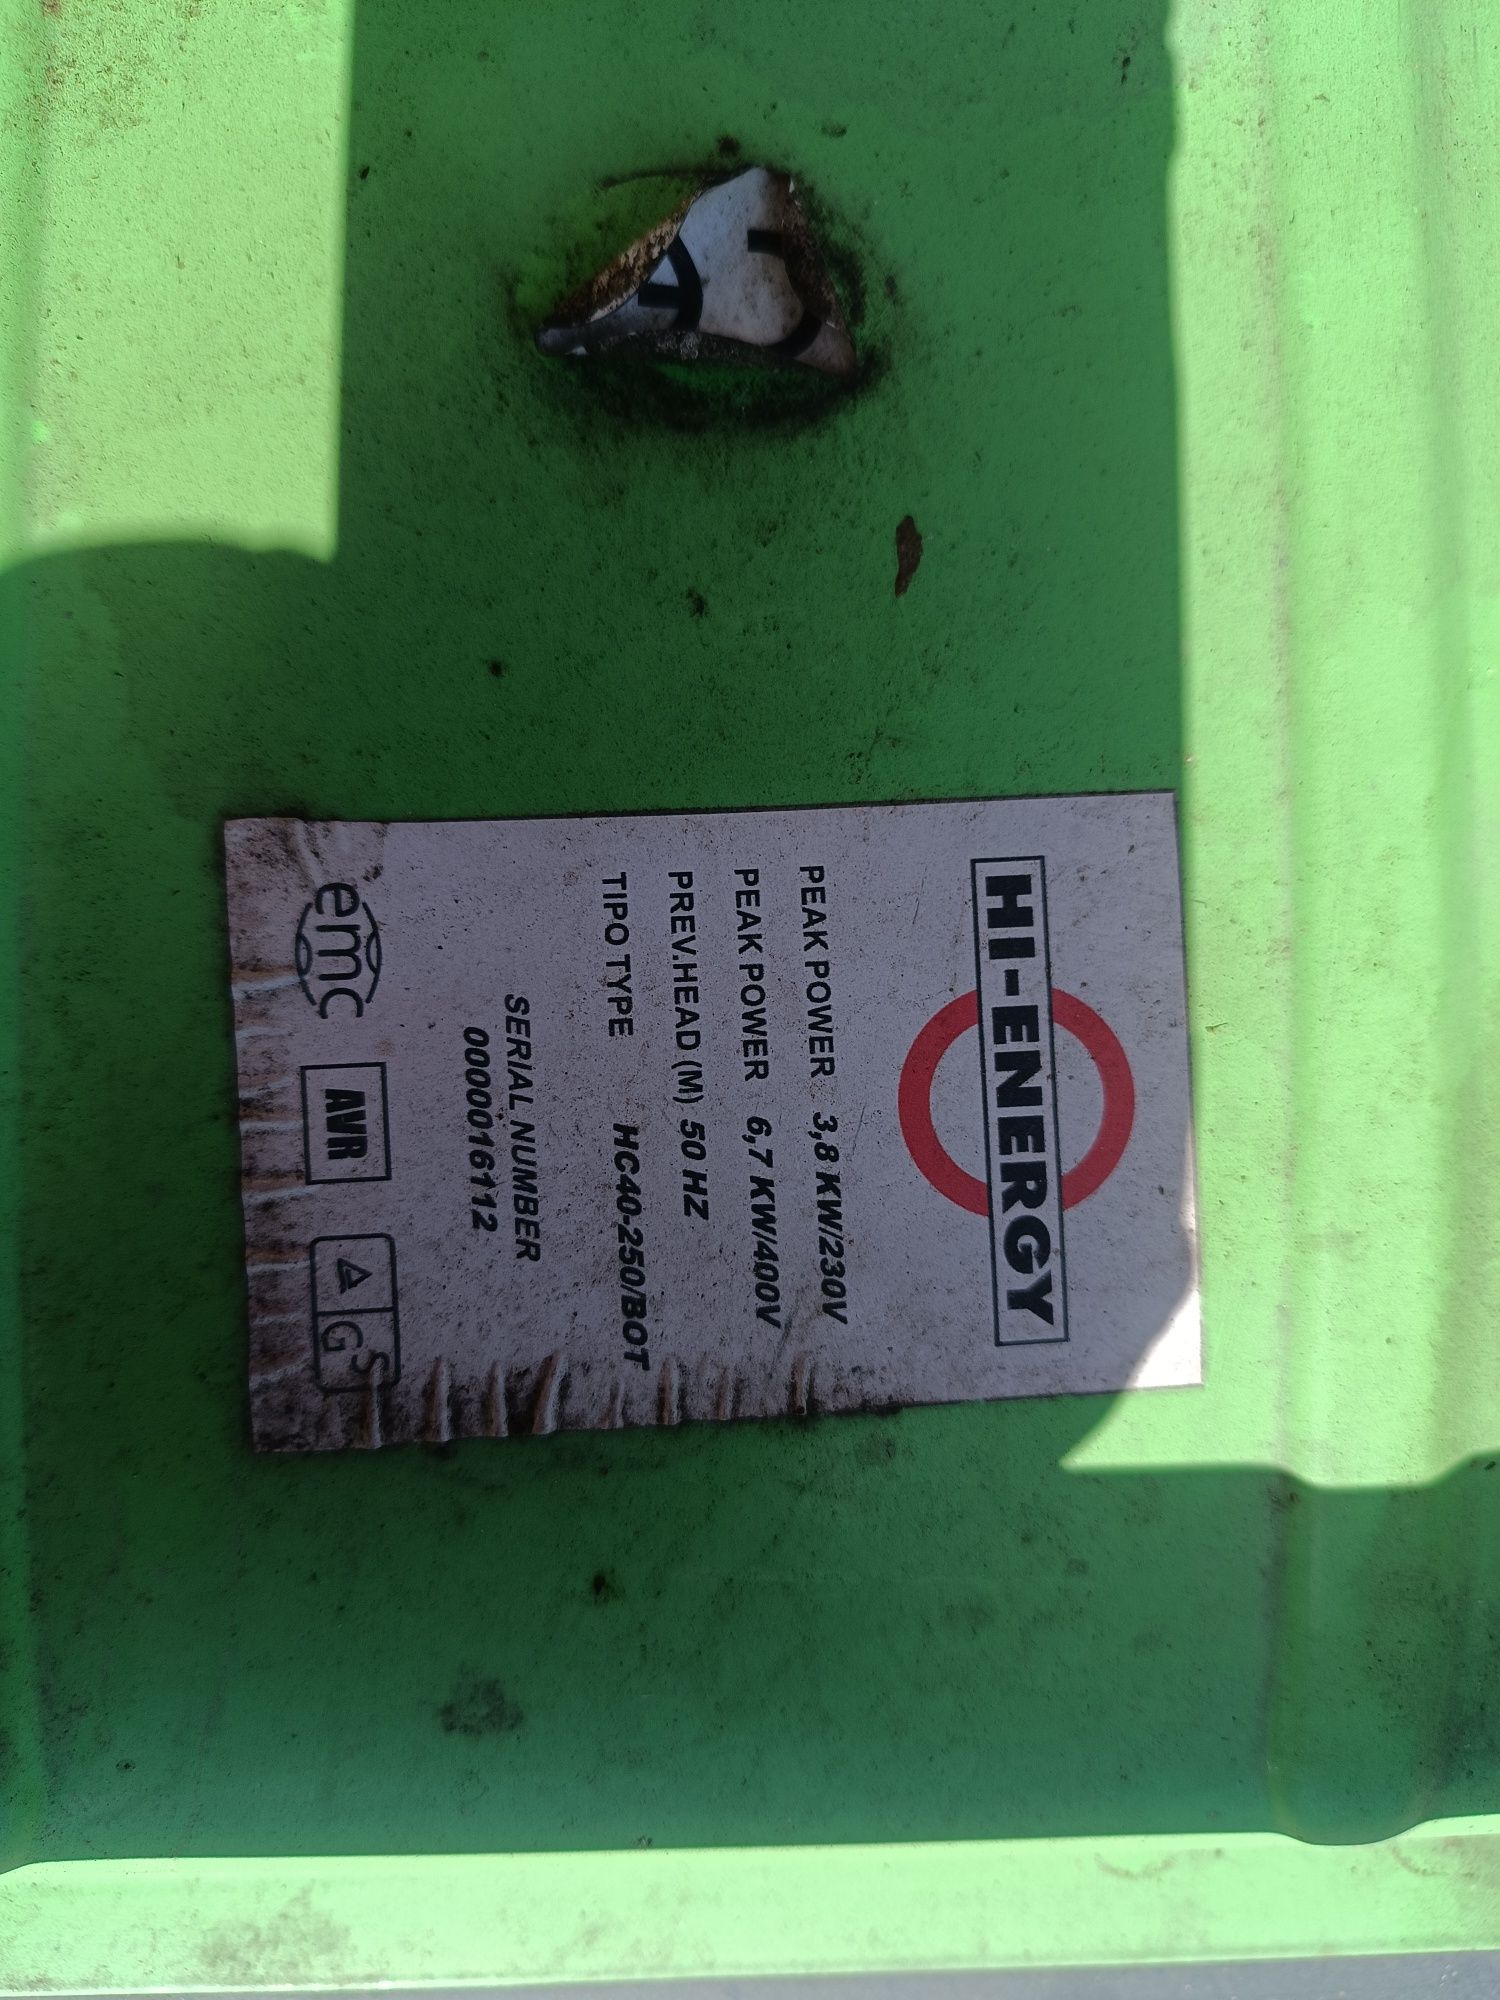 HI-ENERGY
PEAK POWER 3,8 KW/230V
PEAK POWER 6,7 KW/400V
PREV.HEAD (M) 50 HZ
TIPO TYPE HC40-250/BOT
SERIAL NUMBER
0000016112
emc AVR GS